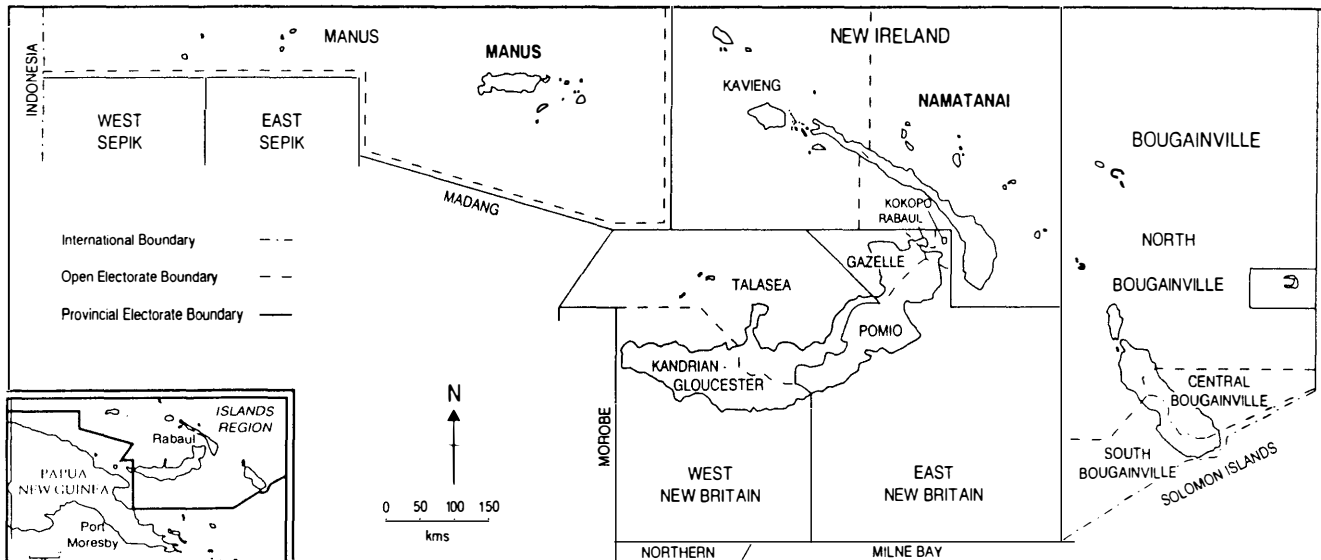 INDONESIA
MANUS
MANUS
WEST
SEPIK
EAST
SEPIK
MADANG
NEW IRELAND
KAVIENG
NAMATANAI
KOKOPO
RABAUL
GAZELLE
TALASEA
POMIO
KANDRIAN
GLOUCESTER
BOUGAINVILLE
NORTH
BOUGAINVILLE
CENTRAL
BOUGAINVILLE
SOUTH
BOUGAINVILLE
SOLOMON ISLANDS
International Boundary
Open Electorate Boundary
Provincial Electorate Boundary
ISLANDS
REGION
Rabaul
PAPUA
NEW GUINEA
Port
Moresby
N
0 50 100 150
kms
MOROBE
WEST
NEW BRITAIN
EAST
NEW BRITAIN
NORTHERN
MILNE BAY